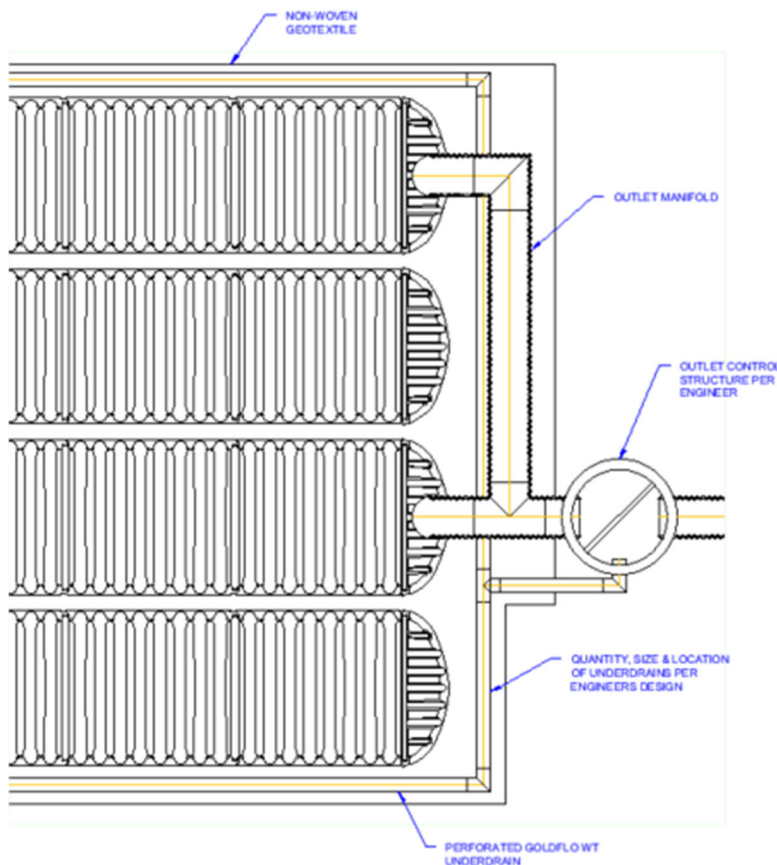 NON-WOVEN
GEOTEXTILE
OUTLET MANIFOLD
OUTLET CONTROL
STRUCTURE PER
ENGINEER
QUANTITY, SIZE & LOCATION
OF UNDERDRAINS PER
ENGINEERS DESIGN
PERFORATED GOLDFLO WT
UNDERDRAIN